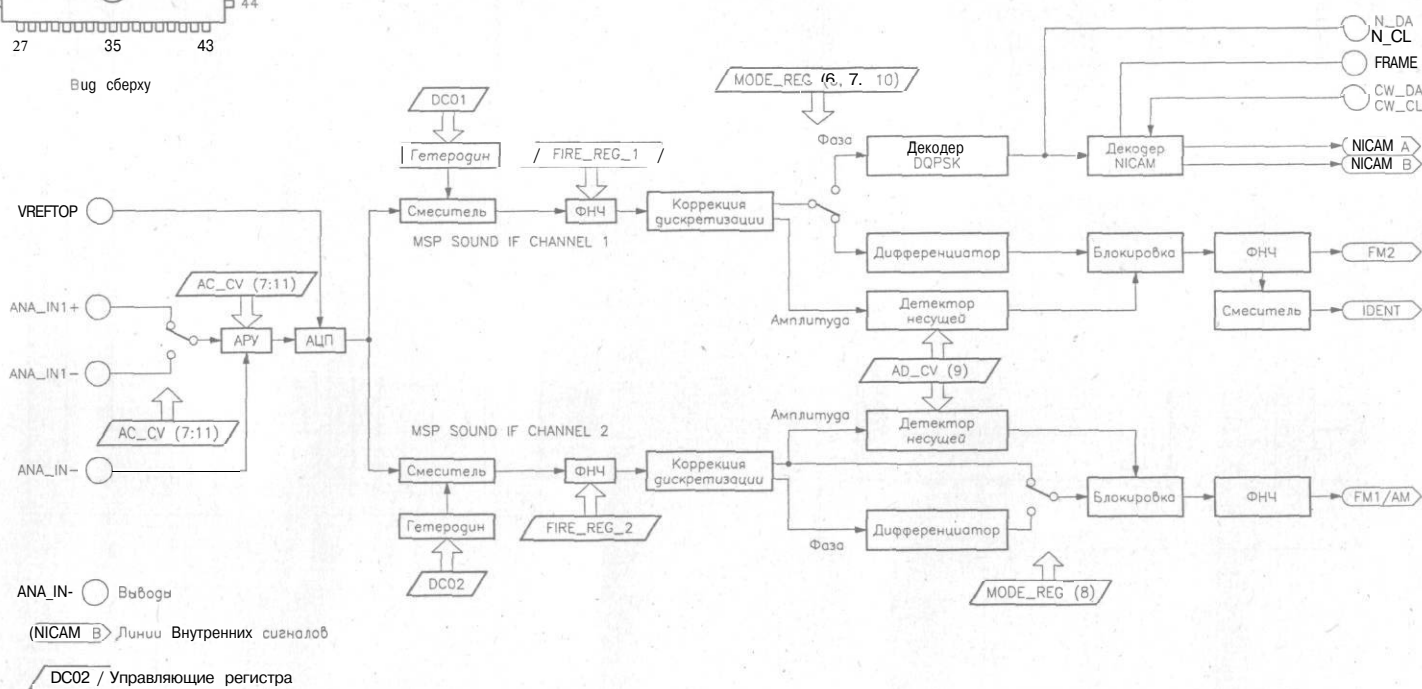 44
27 35 43
Вug сберху
N_DA
N_CL
FRAME
CW_DA
CW_CL
MODE_REG (6, 7. 10)
DC01
Гетеродин
FIRE_REG_1
Фаза
Декодер
DQPSK
Декодер
NICAM
NICAM A
NICAM B
VREFTOP
Смеситель
ФНЧ
Коррекция
дискретизации
MSP SOUND IF CHANNEL 1
Дифференциатор
Блокировка
ФНЧ
FM2
AC_CV (7:11)
ANA_IN1+
АРУ
АЦП
Амплитуда
Детектор
несущей
Смеситель
IDENT
ANA_IN1-
AD_CV (9)
AC_CV (7:11)
MSP SOUND IF CHANNEL 2
Амплитуда
Детектор
несущей
ANA_IN-
Смеситель
ФНЧ
Коррекция
дискретизации
Блокировка
ФНЧ
FM1/AM
Гетеродин
FIRE_REG_2
Фаза
Дифференциатор
DC02
MODE_REG (8)
ANA_IN- Выводы
NICAM B Линии Внутренних сигналов
DC02 / Управляющие регистра